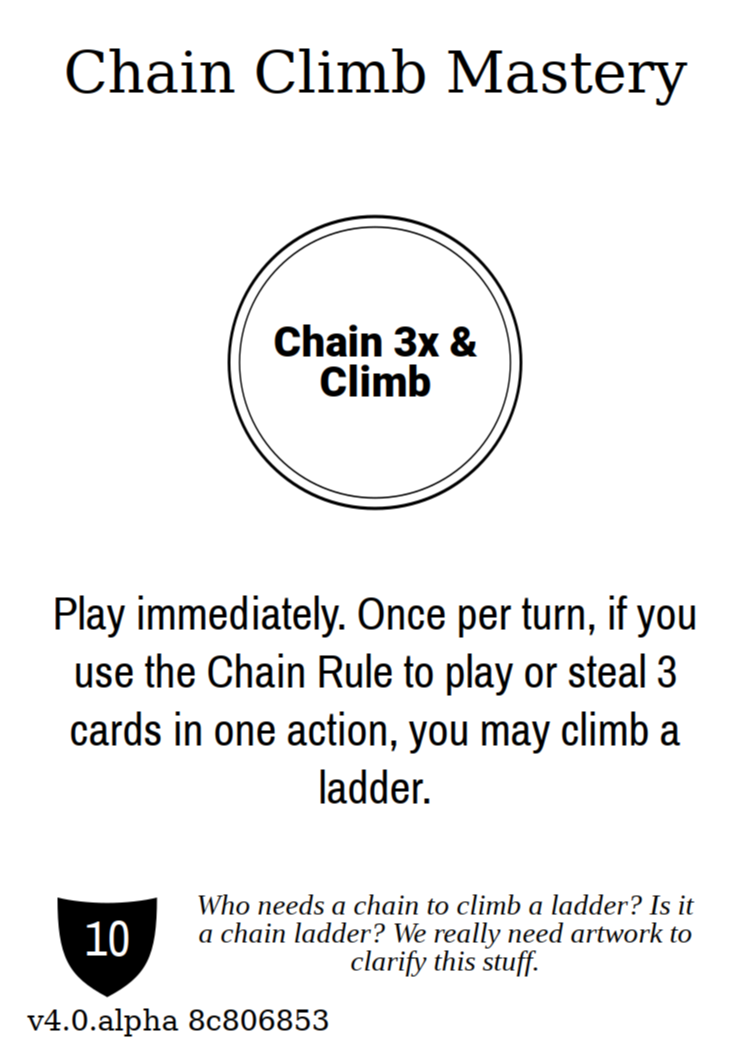 Chain Climb Mastery
Chain 3x &
Climb
Play immediately. Once per turn, if you
use the Chain Rule to play or steal 3
cards in one action, you may climb a
ladder.
10
Who needs a chain to climb a ladder? Is it
a chain ladder? We really need artwork to
clarify this stuff.
v4.0.alpha 8c806853